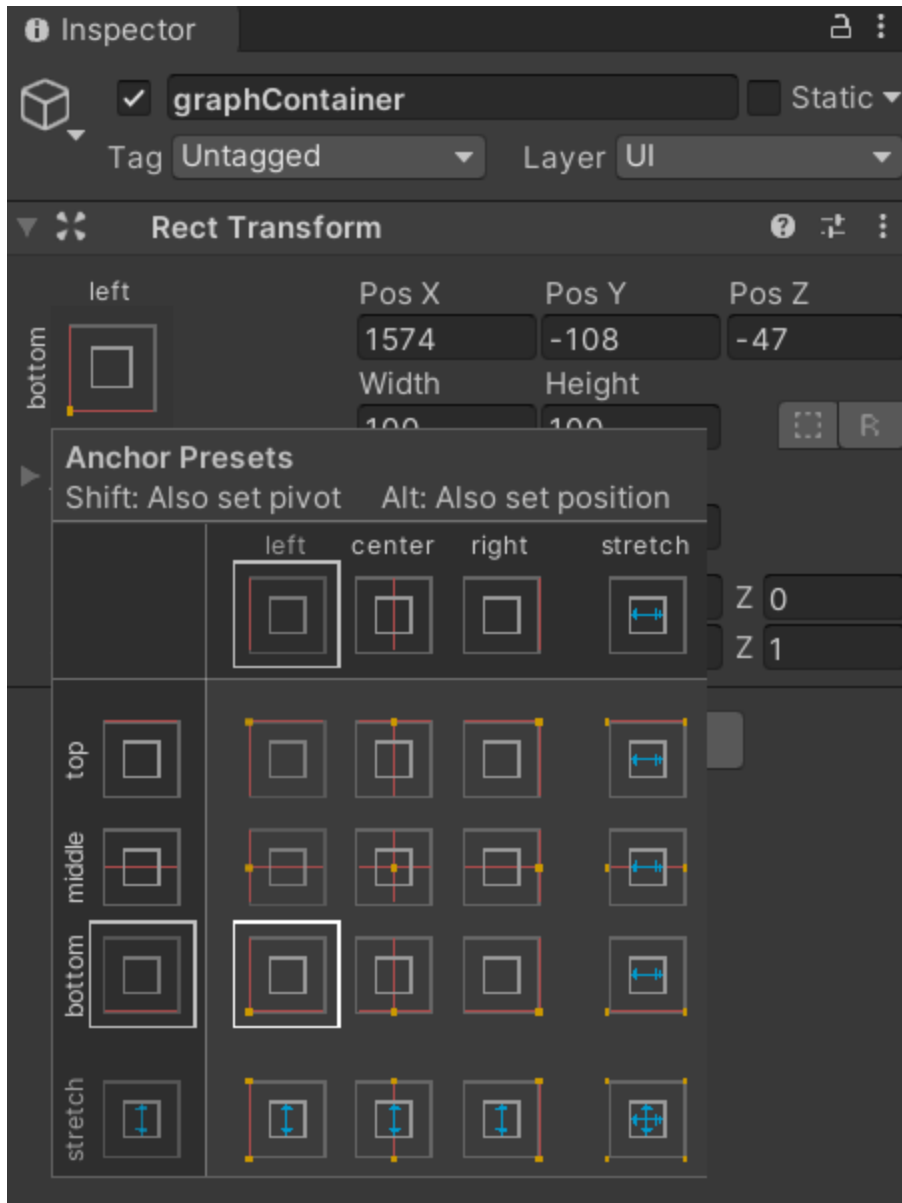 Inspector
graphContainer Static
Tag Untagged Layer UI
Rect Transform
left Pos X Pos Y Pos Z
bottom 1574 -108 -47
Width Height
100 100 R
Anchor Presets
Shift: Also set pivot Alt: Also set position
left center right stretch
Z 0
Z 1
top
middle
bottom
stretch